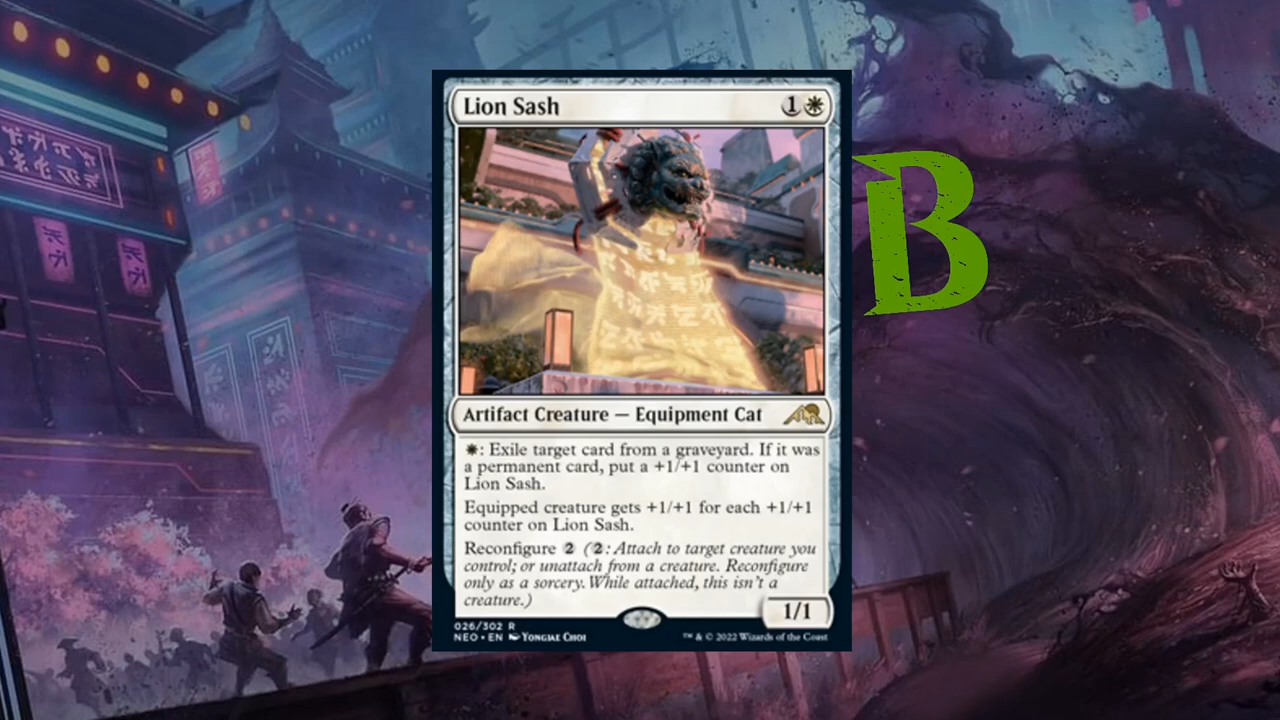 Lion Sash 1
B
Artifact Creature — Equipment Cat
: Exile target card from a graveyard. If it was
a permanent card, put a +1/+1 counter on
Lion Sash.
Equipped creature gets +1/+1 for each +1/+1
counter on Lion Sash.
Reconfigure 2 (2: Attach to target creature you
control; or unattach from a creature. Reconfigure
only as a sorcery. While attached, this isn't a
creature.)
1/1
026/302 R
NEO • EN Yongjae Choi
™ & © 2022 Wizards of the Coast